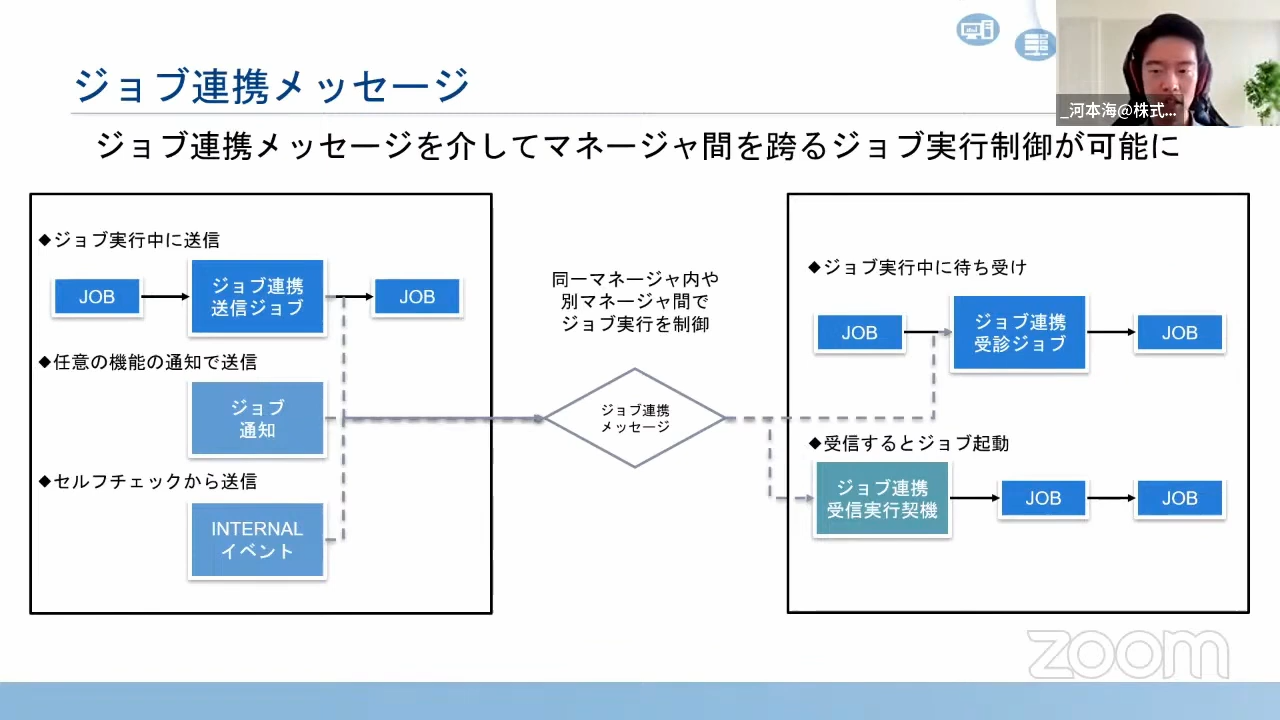 ジョブ連携メッセージ
_河本海@株式...
ジョブ連携メッセージを介してマネージャ間を跨るジョブ実行制御が可能に
◆ジョブ実行中に送信
JOB
ジョブ連携
送信ジョブ
JOB
◆任意の機能の通知で送信
ジョブ
通知
◆セルフチェックから送信
INTERNAL
イベント
同一マネージャ内や
別マネージャ間で
ジョブ実行を制御
ジョブ連携
メッセージ
◆ジョブ実行中に待ち受け
JOB
ジョブ連携
受診ジョブ
JOB
◆受信するとジョブ起動
ジョブ連携
受信実行契機
JOB
JOB
zoom